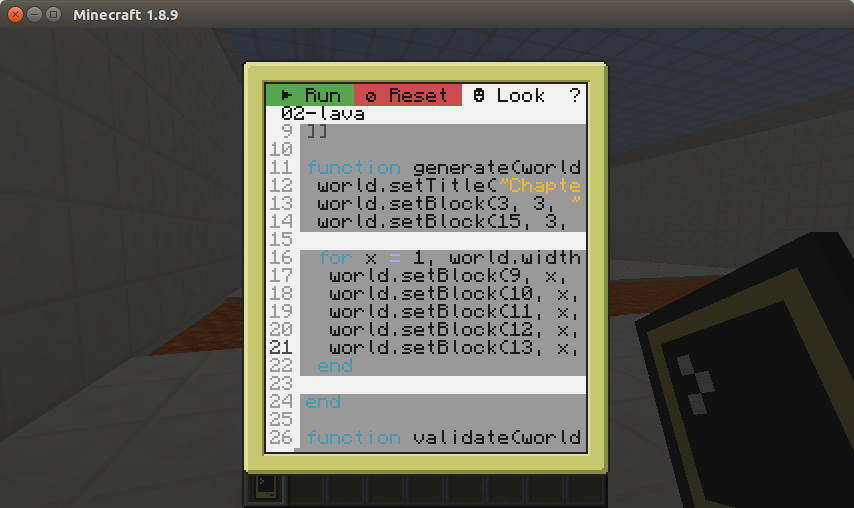 Minecraft 1.8.9
Run Reset Look ?
02-lava
9 ]]
10
11 function generate(world
12 world.setTitle("Chapte
13 world.setBlock(3, 3, "
14 world.setBlock(15, 3,
15
16 for x = 1, world.width
17 world.setBlock(9, x,
18 world.setBlock(10, x,
19 world.setBlock(11, x,
20 world.setBlock(12, x,
21 world.setBlock(13, x,
22 end
23
24 end
25
26 function validate(world